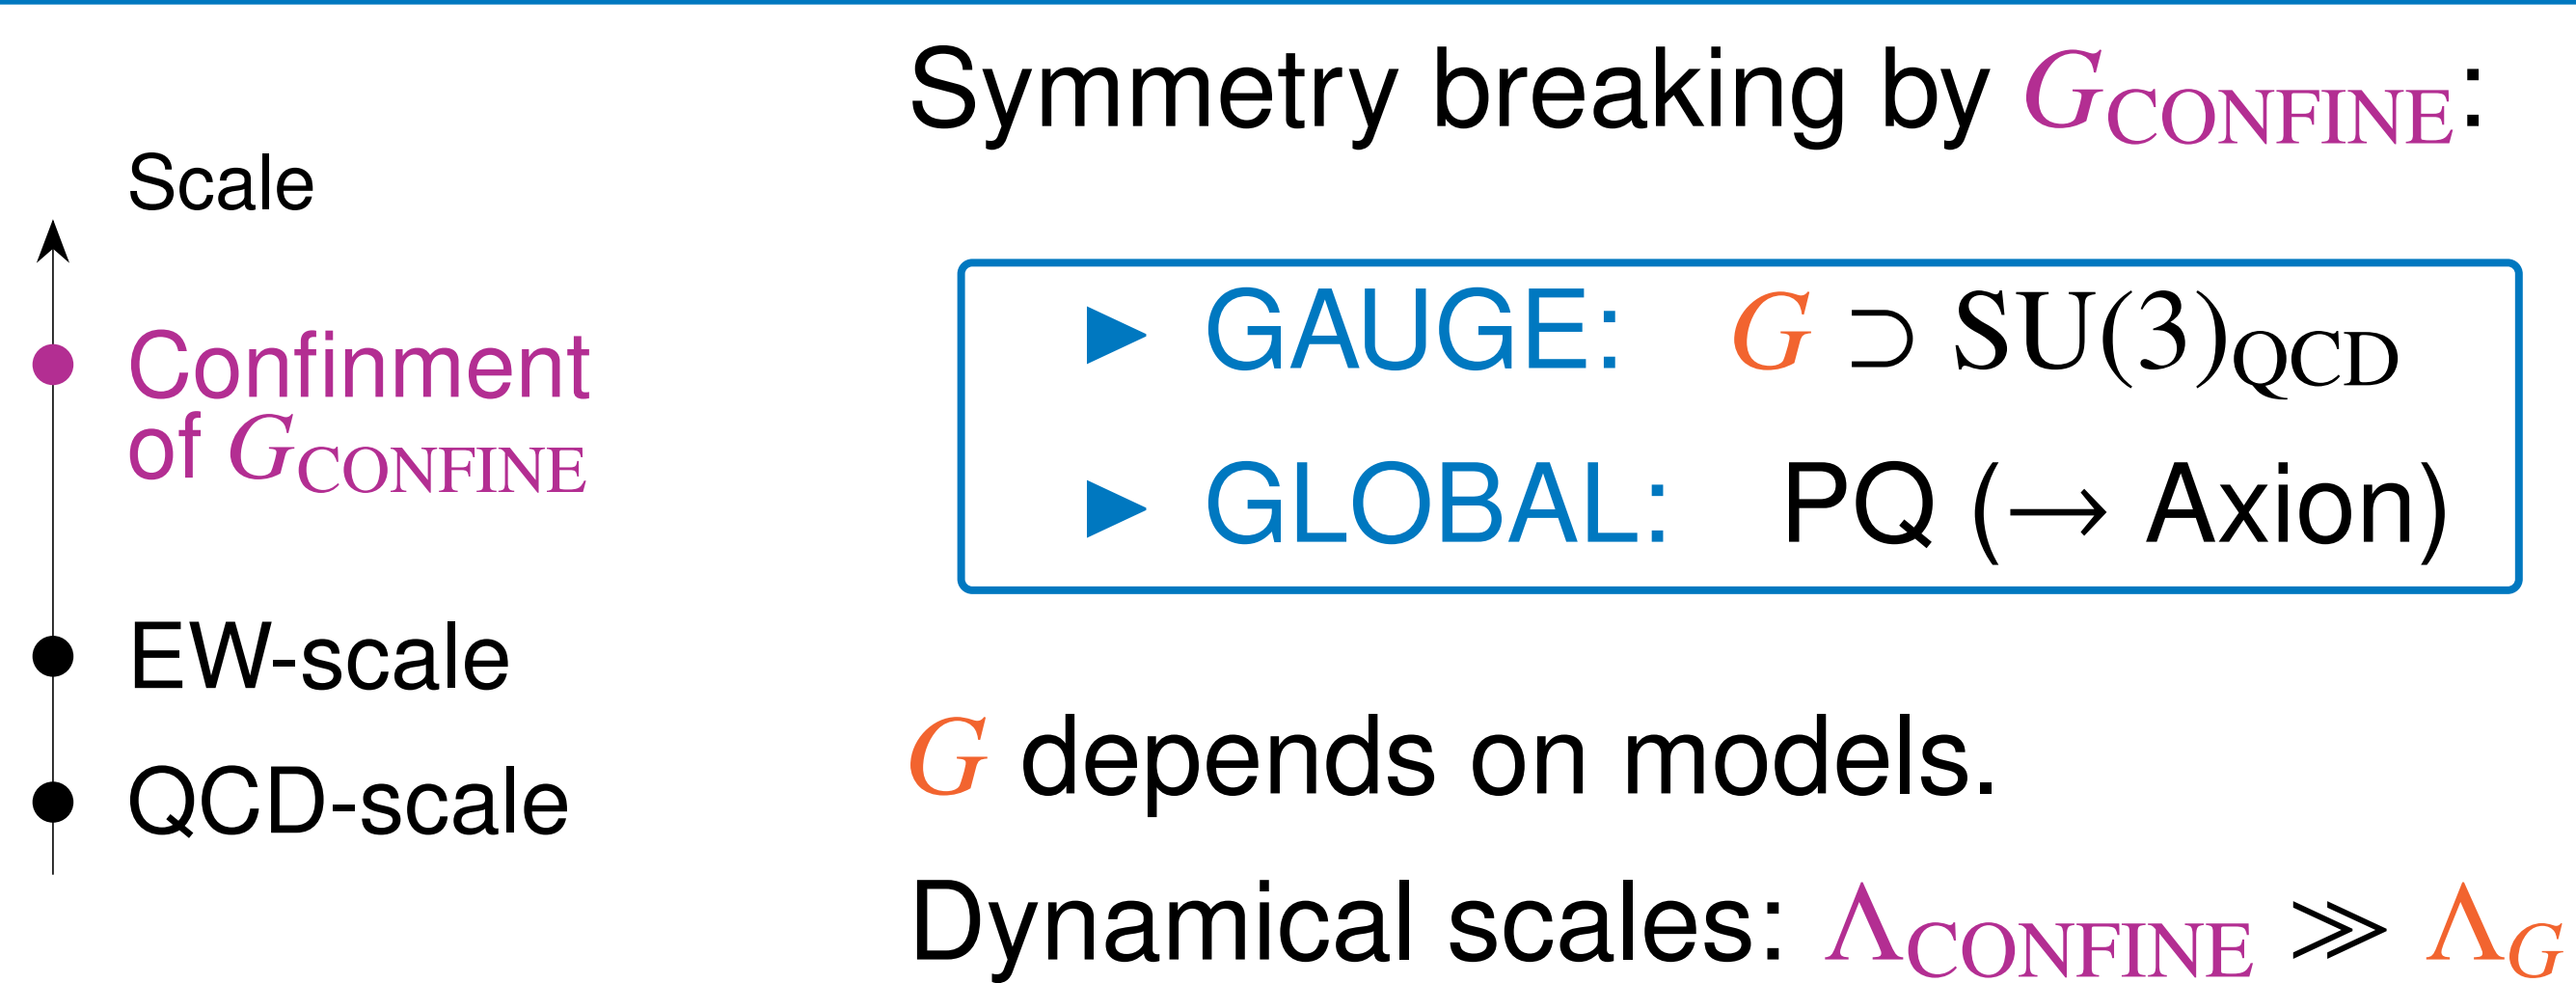 Scale
Confinment
of G_CONFINE
EW-scale
QCD-scale
Symmetry breaking by G_CONFINE:
▶ GAUGE: G ⊃ SU(3)_QCD
▶ GLOBAL: PQ (→ Axion)
G depends on models.
Dynamical scales: Λ_CONFINE ≫ Λ_G